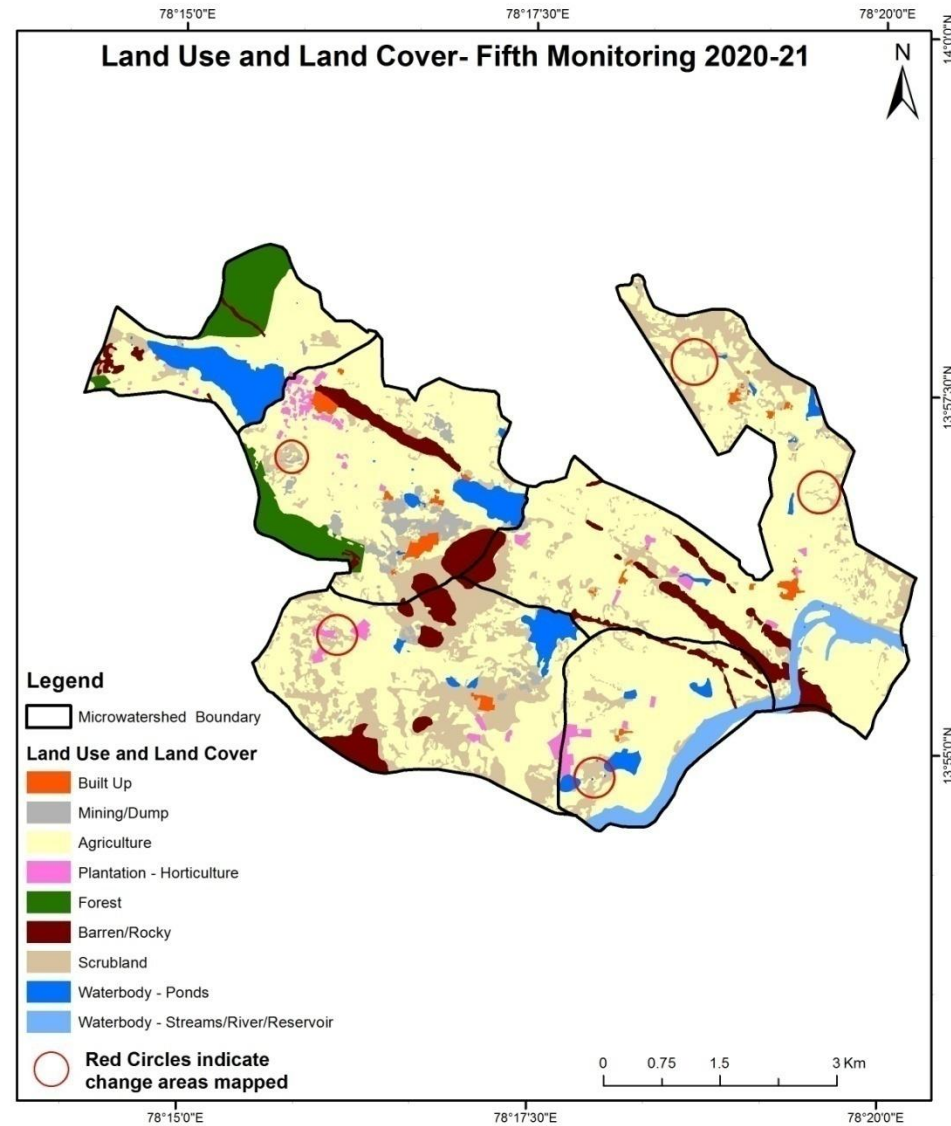 78°15'0"E 78°17'30"E 78°20'0"E
14°0'0"N
Land Use and Land Cover- Fifth Monitoring 2020-21
N
13°57'30"N
13°55'0"N
Legend
Microwatershed Boundary
Land Use and Land Cover
Built Up
Mining/Dump
Agriculture
Plantation - Horticulture
Forest
Barren/Rocky
Scrubland
Waterbody - Ponds
Waterbody - Streams/River/Reservoir
Red Circles indicate
change areas mapped
0 0.75 1.5 3 Km
78°15'0"E 78°17'30"E 78°20'0"E